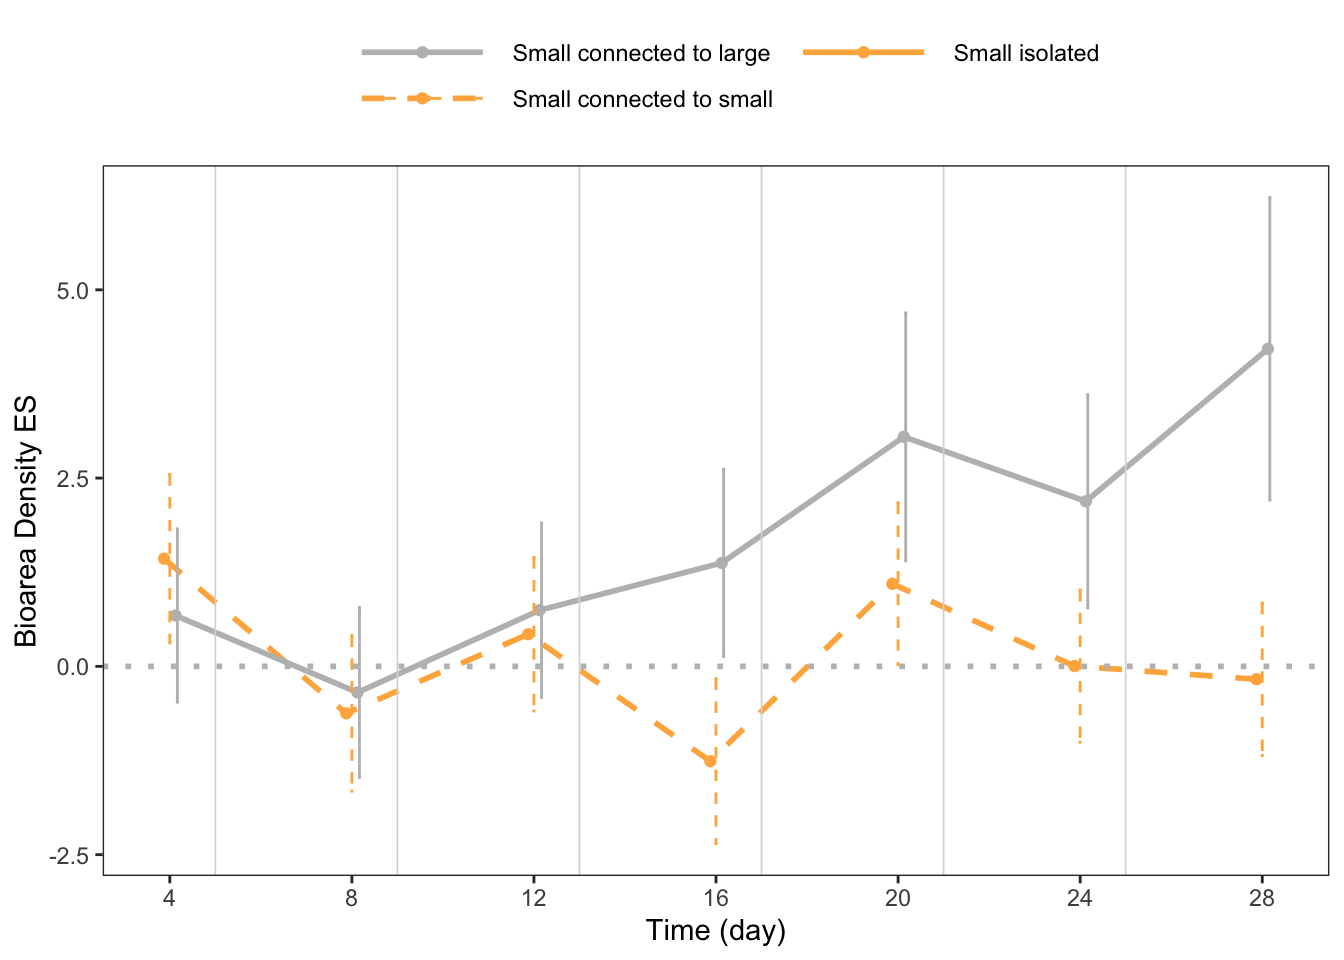 Small connected to large
Small isolated
Small connected to small
Bioarea Density ES
5.0
2.5
0.0
-2.5
4
8
12
16
20
24
28
Time (day)